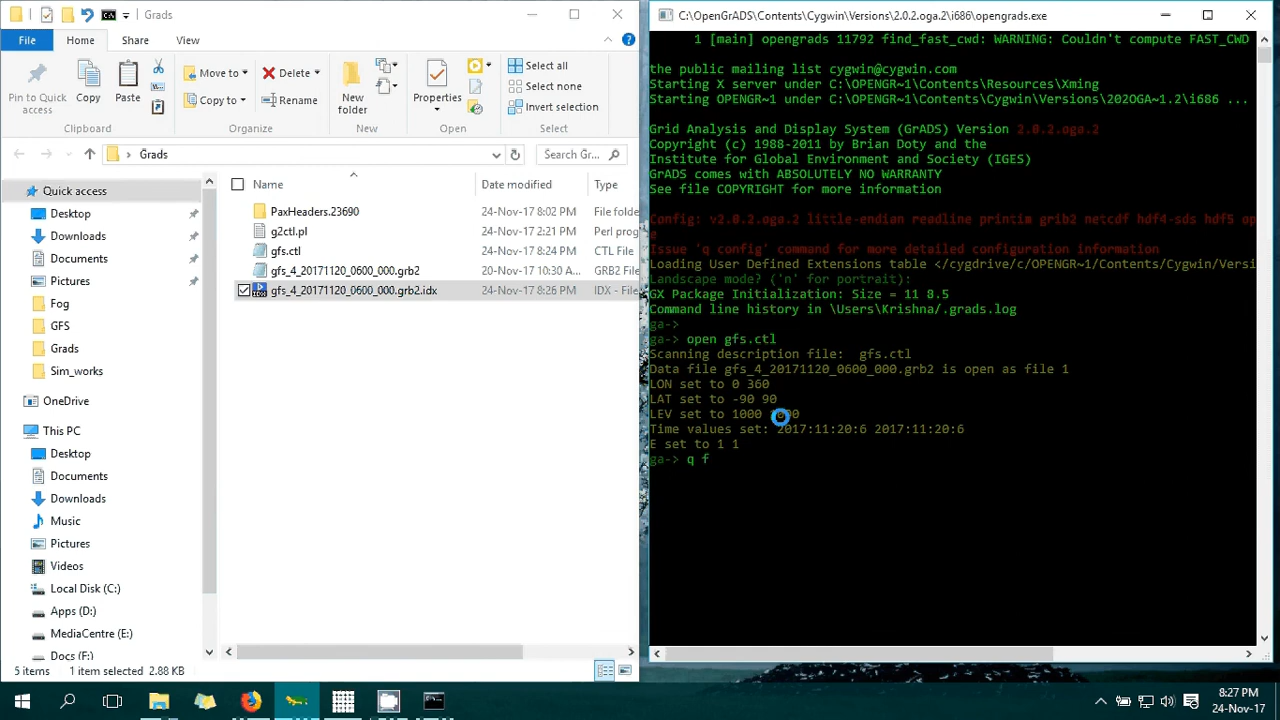 Grads
File
Home
Share
View
Pin to Quick access
Copy
Paste
Clipboard
Move to
Copy to
Delete
Rename
Organize
New folder
New
Properties
Open
Select all
Select none
Invert selection
Select
Grads
Search Gr...
Quick access
Desktop
Downloads
Documents
Pictures
Fog
GFS
Grads
Sim_works
OneDrive
This PC
Desktop
Documents
Downloads
Music
Pictures
Videos
Local Disk (C:)
Apps (D:)
MediaCentre (E:)
Docs (F:)
Name Date modified Type
PaxHeaders.23690 24-Nov-17 8:02 PM File folde
g2ctl.pl 24-Nov-17 2:21 PM Perl prog
gfs.ctl 24-Nov-17 8:24 PM CTL File
gfs_4_20171120_0600_000.grb2 20-Nov-17 10:30 A... GRB2 File
gfs_4_20171120_0600_000.grb2.idx 24-Nov-17 8:26 PM IDX - File
5 items 1 item selected 2.88 KB
C:\OpenGrADS\Contents\Cygwin\Versions\2.0.2.oga.2\i686\opengrads.exe
1 [main] opengrads 11792 find_fast_cwd: WARNING: Couldn't compute FAST_CWD
the public mailing list cygwin@cygwin.com
Starting X server under C:\OPENGR~1\Contents\Resources\Xming
Starting OPENGR~1 under C:\OPENGR~1\Contents\Cygwin\Versions\202OGA~1.2\i686 ...
Grid Analysis and Display System (GrADS) Version 2.0.2.oga.2
Copyright (c) 1988-2011 by Brian Doty and the
Institute for Global Environment and Society (IGES)
GrADS comes with ABSOLUTELY NO WARRANTY
See file COPYRIGHT for more information
Config: v2.0.2.oga.2 little-endian readline printim grib2 netcdf hdf4-sds hdf5 op
g
Issue 'q config' command for more detailed configuration information
Loading User Defined Extensions table </cygdrive/c/OPENGR~1/Contents/Cygwin/Versi
Landscape mode? ('n' for portrait):
GX Package Initialization: Size = 11 8.5
Command line history in \Users\Krishna/.grads.log
ga->
ga-> open gfs.ctl
Scanning description file: gfs.ctl
Data file gfs_4_20171120_0600_000.grb2 is open as file 1
LON set to 0 360
LAT set to -90 90
LEV set to 1000 1000
Time values set: 2017:11:20:6 2017:11:20:6
E set to 1 1
ga-> q f
8:27 PM
24-Nov-17